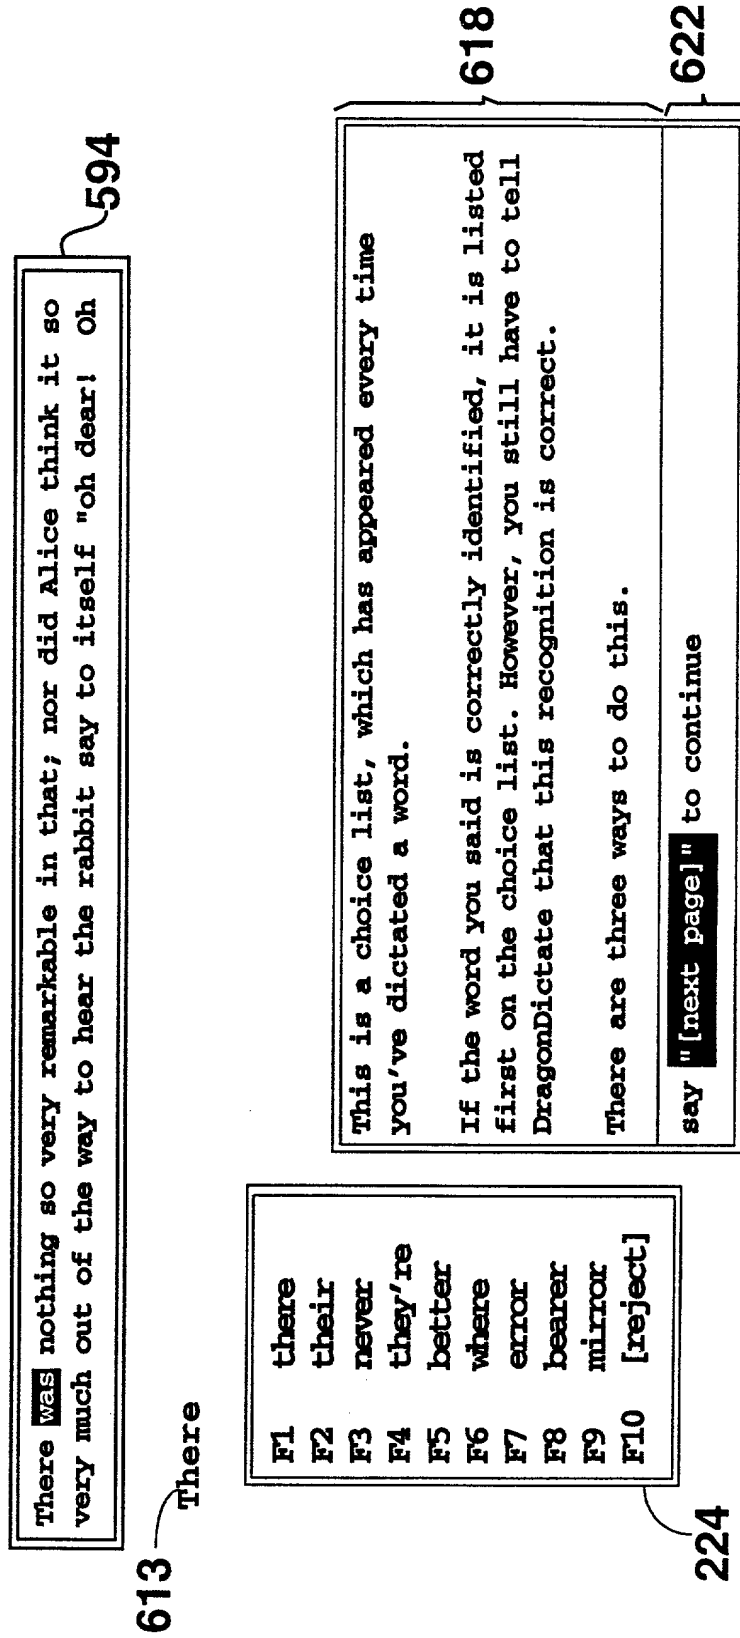 594
There was nothing so very remarkable in that; nor did Alice think it so
very much out of the way to hear the rabbit say to itself "oh dear! Oh
613
There
F1 there
F2 their
F3 never
F4 they're
F5 better
F6 where
F7 error
F8 bearer
F9 mirror
F10 [reject]
224
This is a choice list, which has appeared every time
you've dictated a word.
If the word you said is correctly identified, it is listed
first on the choice list. However, you still have to tell
DragonDictate that this recognition is correct.
There are three ways to do this.
618
say "[next page]" to continue
622